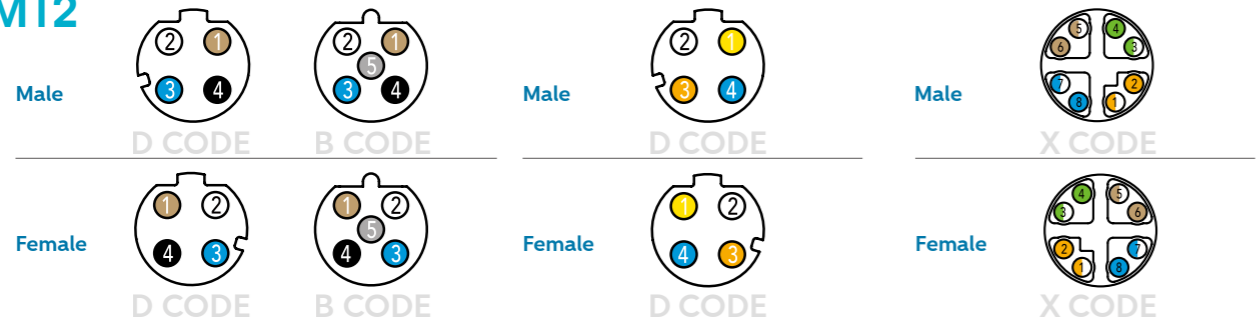 M12
2 1 2 1 2 1 5 4
5 6 3
Male 3 4 3 4 Male 3 4 Male 7 2
8 1
D CODE B CODE D CODE X CODE
1 2 1 2 1 2 4 5
5 3 6
Female 4 3 4 3 Female 4 3 Female 2 7
1 8
D CODE B CODE D CODE X CODE